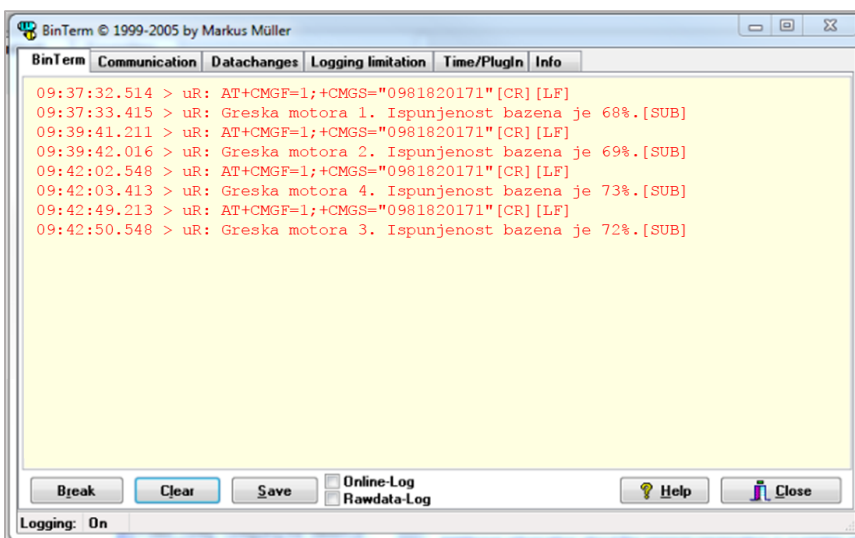 BinTerm © 1999-2005 by Markus Müller
BinTerm Communication Datachanges Logging limitation Time/PlugIn Info
09:37:32.514 > uR: AT+CMGF=1;+CMGS="0981820171"[CR][LF]
09:37:33.415 > uR: Greska motora 1. Ispunjenost bazena je 68%.[SUB]
09:39:41.211 > uR: AT+CMGF=1;+CMGS="0981820171"[CR][LF]
09:39:42.016 > uR: Greska motora 2. Ispunjenost bazena je 69%.[SUB]
09:42:02.548 > uR: AT+CMGF=1;+CMGS="0981820171"[CR][LF]
09:42:03.413 > uR: Greska motora 4. Ispunjenost bazena je 73%.[SUB]
09:42:49.213 > uR: AT+CMGF=1;+CMGS="0981820171"[CR][LF]
09:42:50.548 > uR: Greska motora 3. Ispunjenost bazena je 72%.[SUB]
Break Clear Save Online-Log Help Close
Rawdata-Log
Logging: On